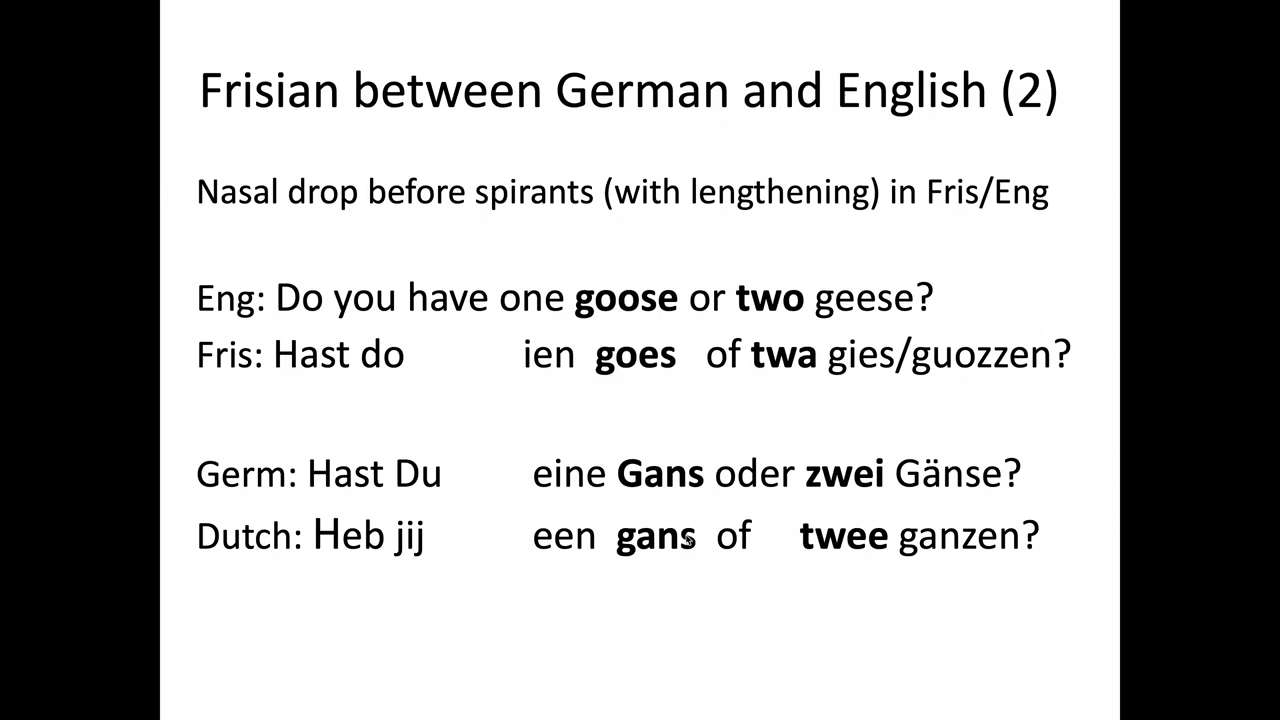 Frisian between German and English (2)
Nasal drop before spirants (with lengthening) in Fris/Eng
Eng: Do you have one goose or two geese?
Fris: Hast do ien goes of twa gies/guozzen?
Germ: Hast Du eine Gans oder zwei Gänse?
Dutch: Heb jij een gans of twee ganzen?